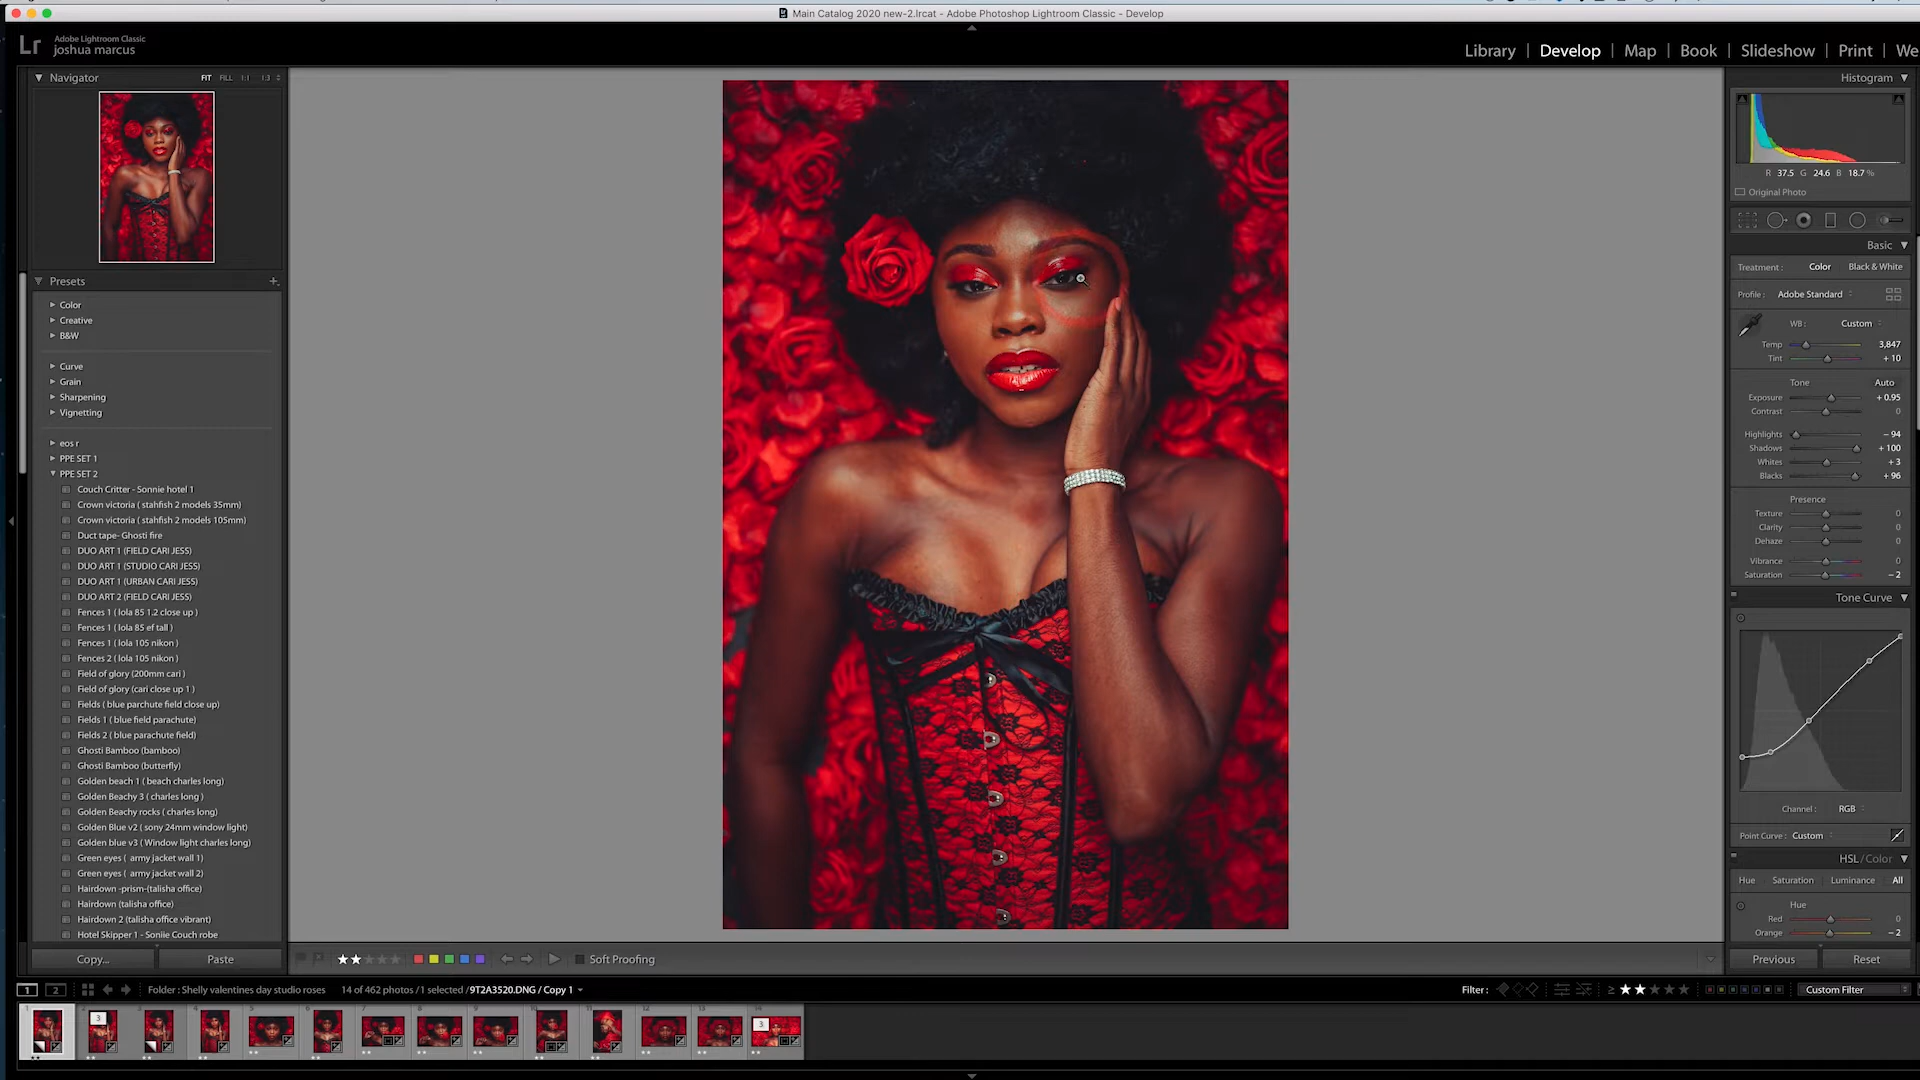 Main Catalog 2020 new-2.lrcat - Adobe Photoshop Lightroom Classic - Develop
Lr
Adobe Lightroom Classic
joshua marcus
Library | Develop | Map | Book | Slideshow | Print | We
Navigator FIT FILL 1:1 1:3
Histogram
R 37.5 G 24.6 B 18.7 %
Original Photo
Presets
Color
Creative
B&W
Curve
Grain
Sharpening
Vignetting
eos r
PPE SET 1
PPE SET 2
Couch Critter - Sonnie hotel 1
Crown victoria ( stahfish 2 models 35mm)
Crown victoria ( stahfish 2 models 105mm)
Duct tape- Ghosti fire
DUO ART 1 (FIELD CARI JESS)
DUO ART 1 (STUDIO CARI JESS)
DUO ART 1 (URBAN CARI JESS)
DUO ART 2 (FIELD CARI JESS)
Fences 1 ( lola 85 1.2 close up )
Fences 1 ( lola 85 ef tall )
Fences 1 ( lola 105 nikon )
Fences 2 ( lola 105 nikon )
Field of glory (200mm cari )
Field of glory (cari close up 1 )
Fields ( blue parchute field close up)
Fields 1 ( blue field parachute)
Fields 2 ( blue parachute field)
Ghosti Bamboo (bamboo)
Ghosti Bamboo (butterfly)
Golden beach 1 ( beach charles long)
Golden Beachy 3 ( charles long )
Golden Beachy rocks ( charles long)
Golden Blue v2 ( sony 24mm window light)
Golden blue v3 ( Window light charles long)
Green eyes ( army jacket wall 1)
Green eyes ( army jacket wall 2)
Hairdown -prism-(talisha office)
Hairdown (talisha office)
Hairdown 2 (talisha office vibrant)
Hotel Skipper 1 - Soniie Couch robe
Copy... Paste
Basic
Treatment : Color Black & White
Profile : Adobe Standard
WB : Custom
Temp 3,847
Tint + 10
Tone Auto
Exposure + 0.95
Contrast 0
Highlights − 94
Shadows + 100
Whites + 3
Blacks + 96
Presence
Texture 0
Clarity 0
Dehaze 0
Vibrance 0
Saturation − 2
Tone Curve
Channel : RGB
Point Curve : Custom
HSL / Color
Hue Saturation Luminance All
Hue
Red 0
Orange − 2
Previous Reset
Soft Proofing
1 2 Folder : Shelly valentines day studio roses 14 of 462 photos / 1 selected / 9T2A3520.DNG / Copy 1
Filter : ≥ Custom Filter
3
3